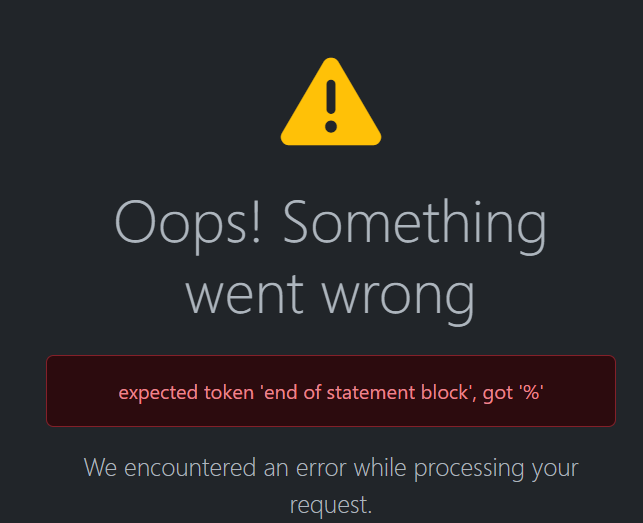 Oops! Something
went wrong
expected token 'end of statement block', got '%'
We encountered an error while processing your
request.